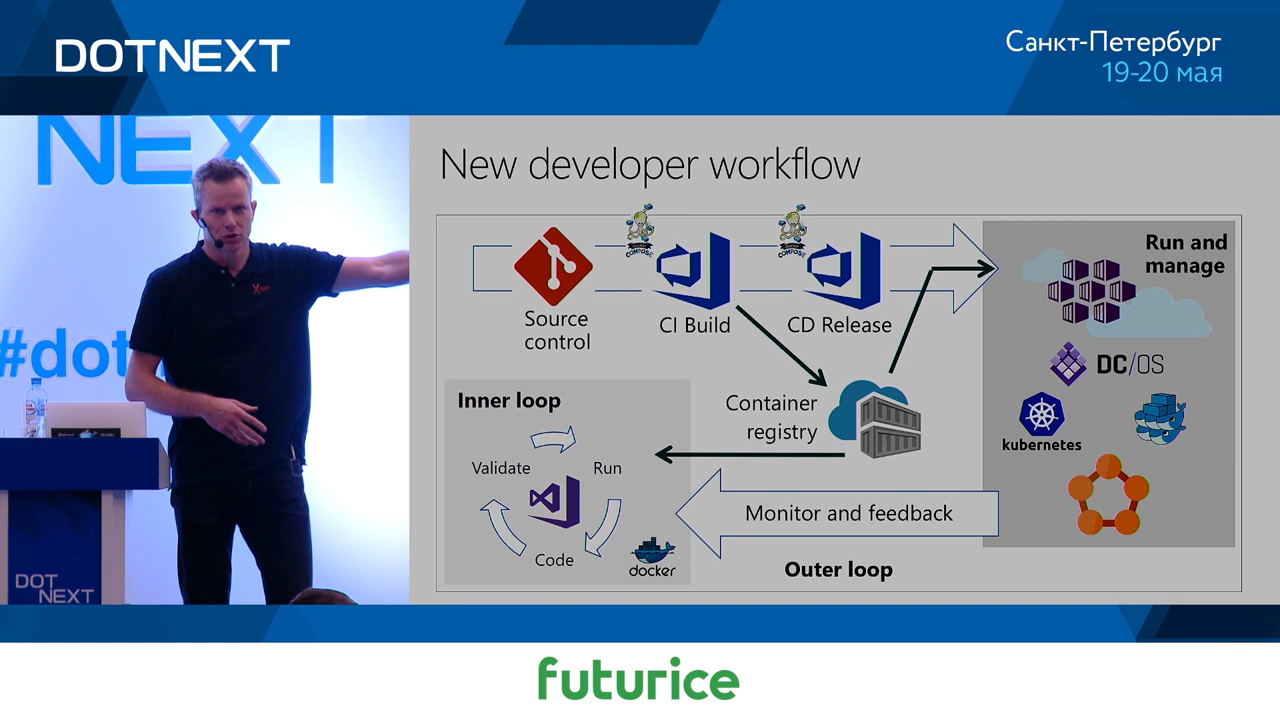 DOTNEXT
Санкт-Петербург
19-20 мая
NEXT
#dot
DOT
NEXT
New developer workflow
COMPOSE
COMPOSE
Source
control
CI Build
CD Release
Run and
manage
DC/OS
kubernetes
Container
registry
Inner loop
Validate
Run
Code
docker
Monitor and feedback
Outer loop
futurice